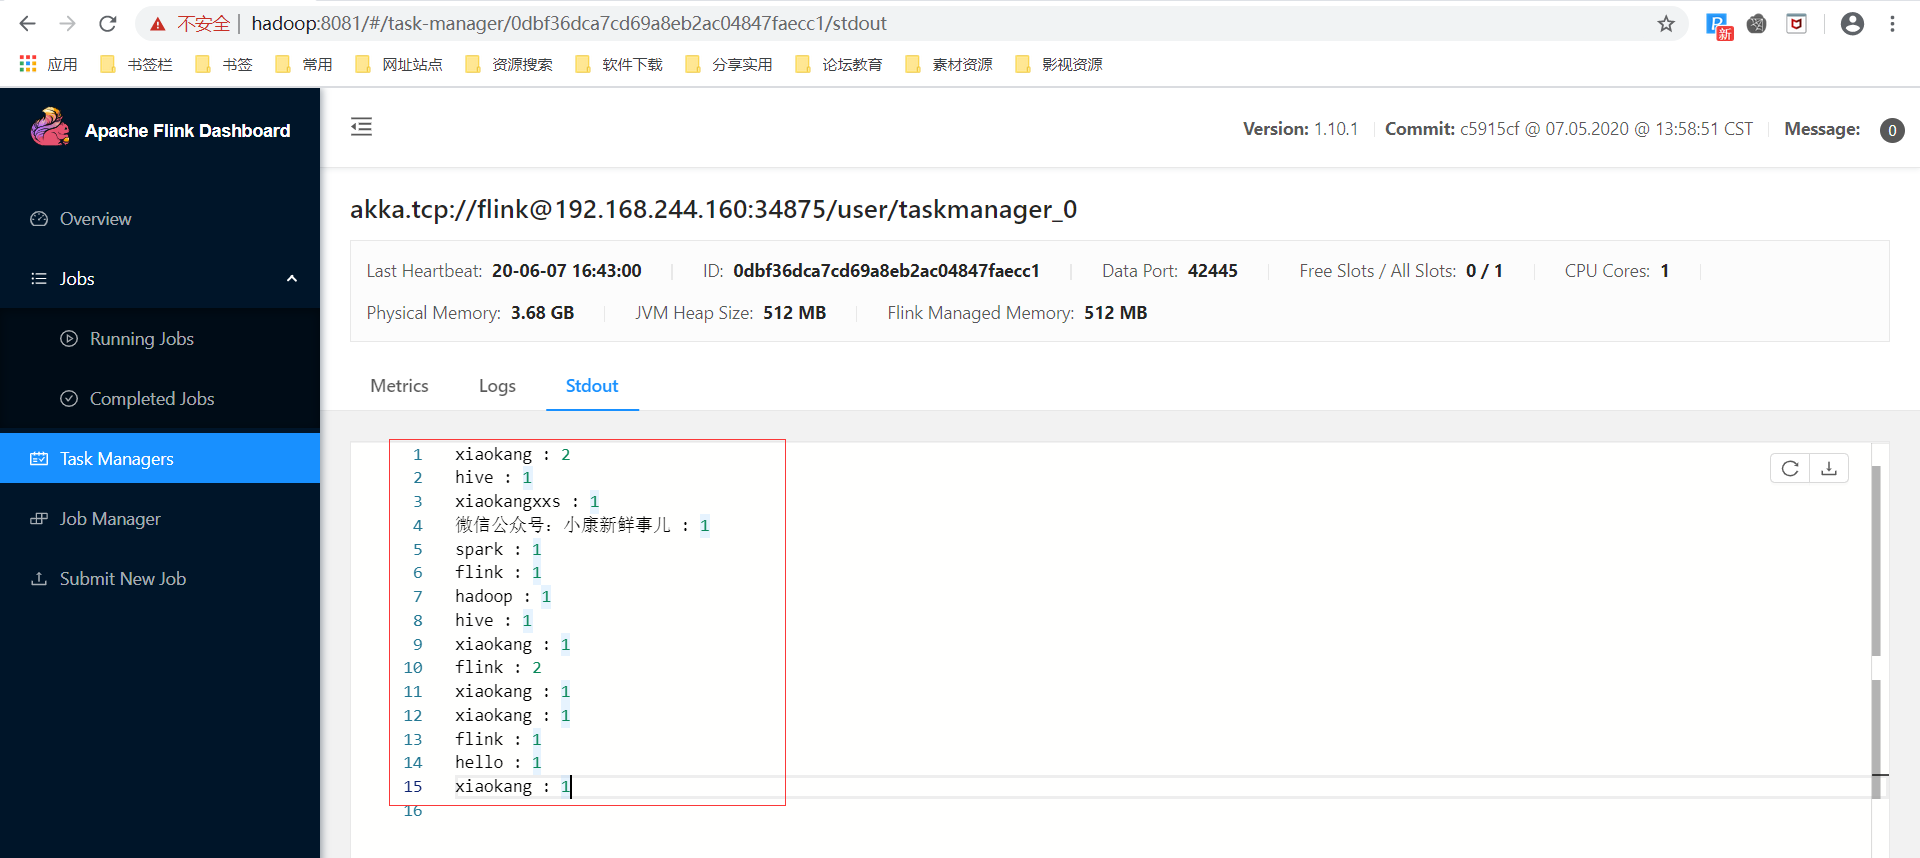 不安全 | hadoop:8081/#/task-manager/0dbf36dca7cd69a8eb2ac04847faecc1/stdout
新
应用 书签栏 书签 常用 网址站点 资源搜索 软件下载 分享实用 论坛教育 素材资源 影视资源
Apache Flink Dashboard
Version: 1.10.1 Commit: c5915cf @ 07.05.2020 @ 13:58:51 CST Message: 0
Overview
Jobs
Running Jobs
Completed Jobs
Task Managers
Job Manager
Submit New Job
akka.tcp://flink@192.168.244.160:34875/user/taskmanager_0
Last Heartbeat: 20-06-07 16:43:00 ID: 0dbf36dca7cd69a8eb2ac04847faecc1 Data Port: 42445 Free Slots / All Slots: 0 / 1 CPU Cores: 1
Physical Memory: 3.68 GB JVM Heap Size: 512 MB Flink Managed Memory: 512 MB
Metrics Logs Stdout
1 xiaokang : 2
2 hive : 1
3 xiaokangxxs : 1
4 微信公众号：小康新鲜事儿 : 1
5 spark : 1
6 flink : 1
7 hadoop : 1
8 hive : 1
9 xiaokang : 1
10 flink : 2
11 xiaokang : 1
12 xiaokang : 1
13 flink : 1
14 hello : 1
15 xiaokang : 1
16